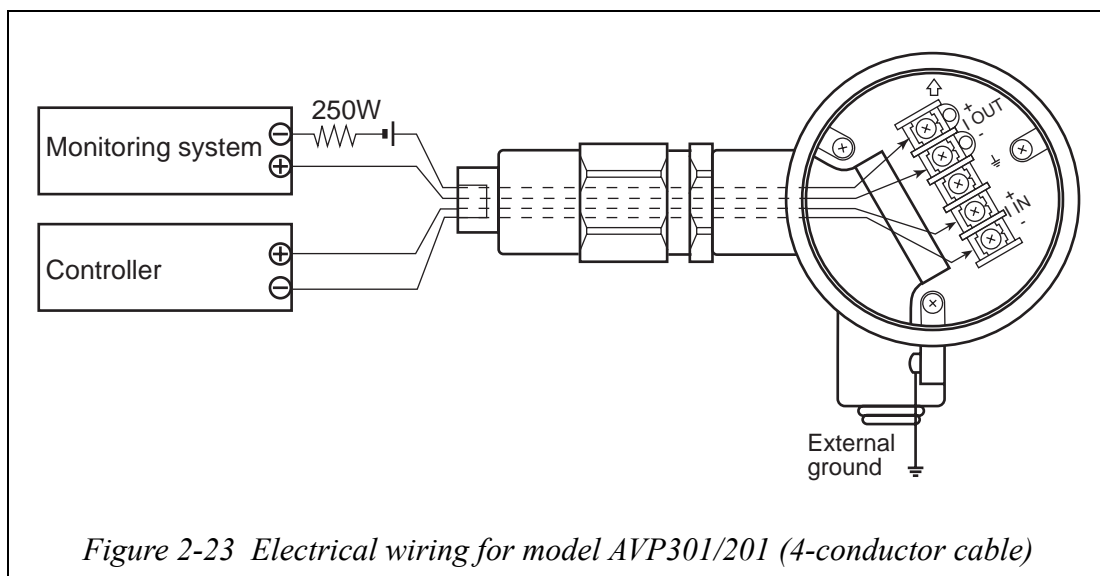 250W
Monitoring system
⊖
⊕
Controller
⊕
⊖
+
I OUT
-
+
I IN
-
External
ground
Figure 2-23 Electrical wiring for model AVP301/201 (4-conductor cable)